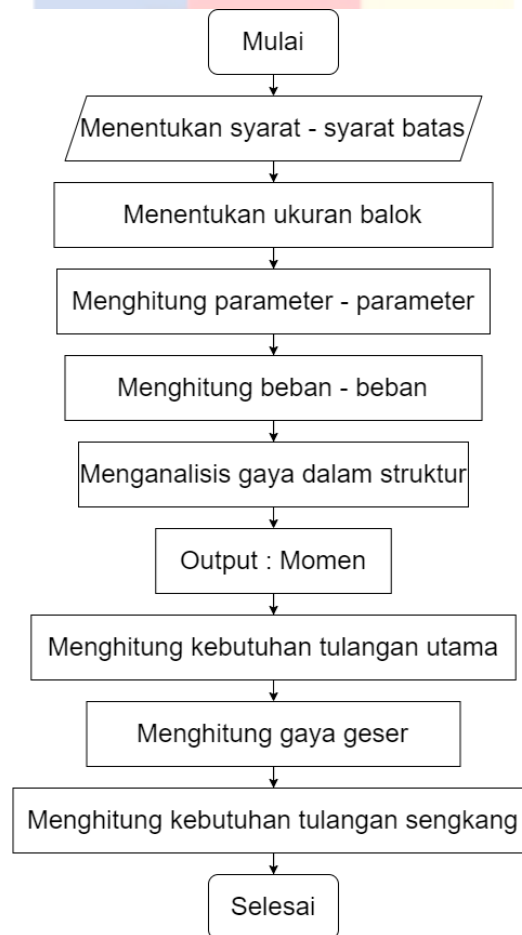 Mulai
Menentukan syarat - syarat batas
Menentukan ukuran balok
Menghitung parameter - parameter
Menghitung beban - beban
Menganalisis gaya dalam struktur
Output : Momen
Menghitung kebutuhan tulangan utama
Menghitung gaya geser
Menghitung kebutuhan tulangan sengkang
Selesai